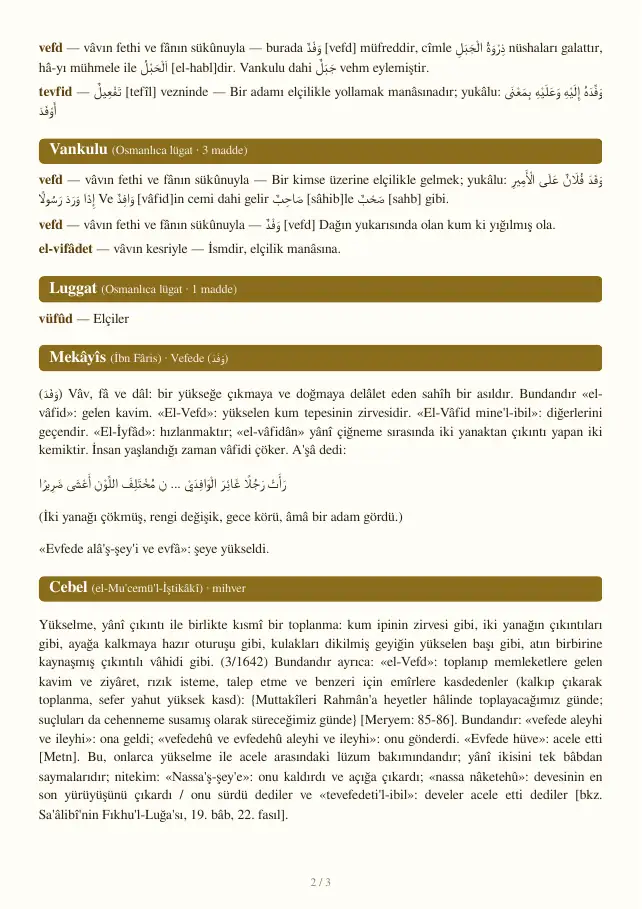 vefd — vâvın fethi ve fânın sükûnuyla — burada وَفْدٌ [vefd] müfreddir, cîmle ذِرْوَةُ الْجَبَلِ nüshaları galattır,
hâ-yı mühmele ile اَلْحَبْلُ [el-habl]dir. Vankulu dahi جَبَلٌ vehm eylemiştir.
tevfid — تَفْعِيلٌ [tefîl] vezninde — Bir adamı elçilikle yollamak manâsınadır; yukâlu: وَفَّدَهُ إِلَيْهِ وَعَلَيْهِ بِمَعْنَى
أَوْفَدَ
Vankulu (Osmanlıca lügat · 3 madde)
vefd — vâvın fethi ve fânın sükûnuyla — Bir kimse üzerine elçilikle gelmek; yukâlu: وَفَدَ فُلَانٌ عَلَى الْأَمِيرِ
إِذَا وَرَدَ رَسُولًا Ve وَافِدٌ [vâfid]in cemi dahi gelir صَاحِبٌ [sâhib]le صَحْبٌ [sahb] gibi.
vefd — vâvın fethi ve fânın sükûnuyla — وَفْدٌ [vefd] Dağın yukarısında olan kum ki yığılmış ola.
el-vifâdet — vâvın kesriyle — İsmdir, elçilik manâsına.
Luggat (Osmanlıca lügat · 1 madde)
vüfûd — Elçiler
Mekâyîs (İbn Fâris) · Vefede (وَفَدَ)
(وَفَدَ) Vâv, fâ ve dâl: bir yükseğe çıkmaya ve doğmaya delâlet eden sahîh bir asıldır. Bundandır «el-
vâfid»: gelen kavim. «El-Vefd»: yükselen kum tepesinin zirvesidir. «El-Vâfid mine'l-ibil»: diğerlerini
geçendir. «El-İyfâd»: hızlanmaktır; «el-vâfidân» yânî çiğneme sırasında iki yanaktan çıkıntı yapan iki
kemiktir. İnsan yaşlandığı zaman vâfidi çöker. A'şâ dedi:
رَأَتْ رَجُلًا غَائِرَ الْوَافِدَيْ ... نِ مُخْتَلِفَ اللَّوْنِ أَعْشَى ضَرِيرًا
(İki yanağı çökmüş, rengi değişik, gece körü, âmâ bir adam gördü.)
«Evfede alâ'ş-şey'i ve evfâ»: şeye yükseldi.
Cebel (el-Mu'cemü'l-İştikâkî) · mihver
Yükselme, yânî çıkıntı ile birlikte kısmî bir toplanma: kum ipinin zirvesi gibi, iki yanağın çıkıntıları
gibi, ayağa kalkmaya hazır oturuşu gibi, kulakları dikilmiş geyiğin yükselen başı gibi, atın birbirine
kaynaşmış çıkıntılı vâhidi gibi. (3/1642) Bundandır ayrıca: «el-Vefd»: toplanıp memleketlere gelen
kavim ve ziyâret, rızık isteme, talep etme ve benzeri için emîrlere kasdedenler (kalkıp çıkarak
toplanma, sefer yahut yüksek kasd): {Muttakîleri Rahmân'a heyetler hâlinde toplayacağımız günde;
suçluları da cehenneme susamış olarak süreceğimiz günde} [Meryem: 85-86]. Bundandır: «vefede aleyhi
ve ileyhi»: ona geldi; «vefedehû ve evfedehû aleyhi ve ileyhi»: onu gönderdi. «Evfede hüve»: acele etti
[Metn]. Bu, onlarca yükselme ile acele arasındaki lüzum bakımındandır; yânî ikisini tek bâbdan
saymalarıdır; nitekim: «Nassa'ş-şey'e»: onu kaldırdı ve açığa çıkardı; «nassa nâketehû»: devesinin en
son yürüyüşünü çıkardı / onu sürdü dediler ve «tevefedeti'l-ibil»: develer acele etti dediler [bkz.
Sa'âlibî'nin Fıkhu'l-Luğa'sı, 19. bâb, 22. fasıl].
2 / 3